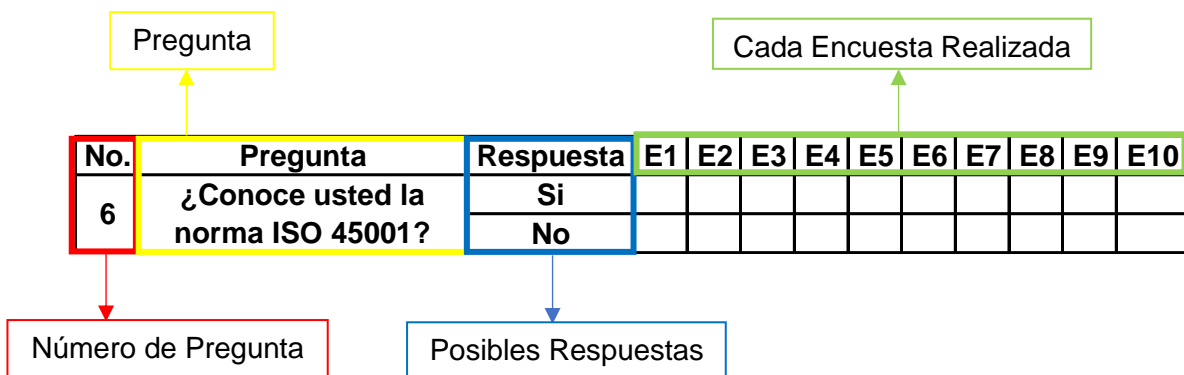 Pregunta
Cada Encuesta Realizada
No. Pregunta Respuesta E1 E2 E3 E4 E5 E6 E7 E8 E9 E10
6 ¿Conoce usted la norma ISO 45001? Si
No
Número de Pregunta
Posibles Respuestas